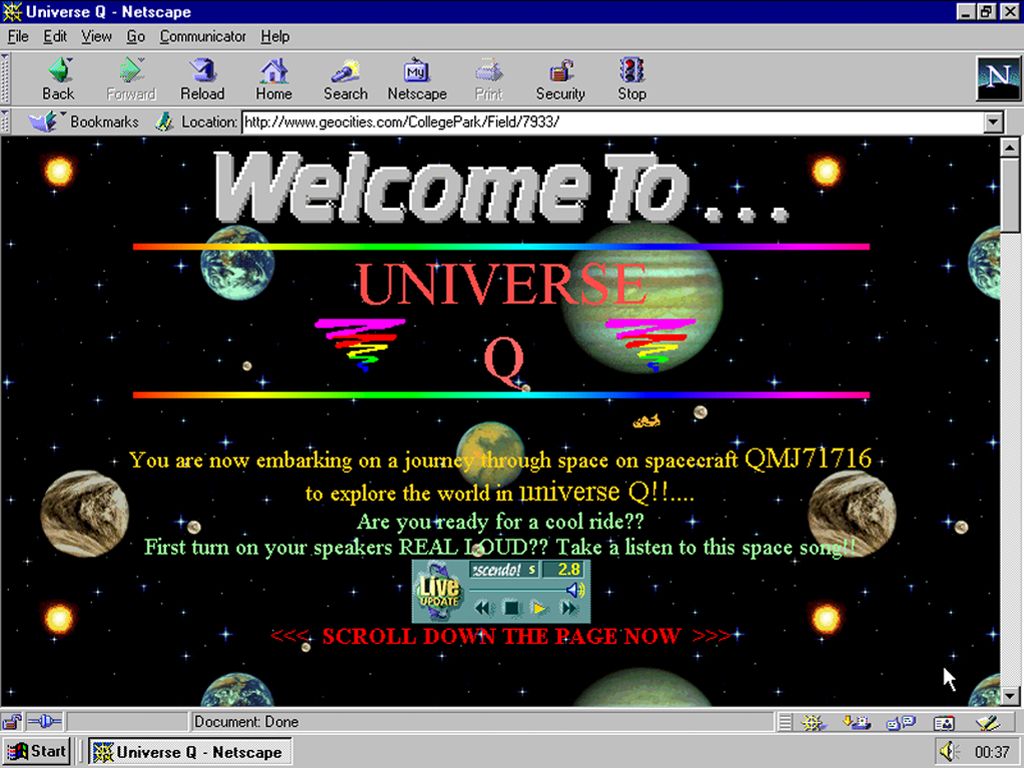 Universe Q - Netscape
File Edit View Go Communicator Help
Back Forward Reload Home Search Netscape Print Security Stop
My
N
Bookmarks Location: http://www.geocities.com/CollegePark/Field/7933/
Welcome To . . .
UNIVERSE
Q
You are now embarking on a journey through space on spacecraft QMJ71716
to explore the world in universe Q!!....
Are you ready for a cool ride??
First turn on your speakers REAL LOUD?? Take a listen to this space song!!
scendo! s 2.8
Live
UPDATE
<<< SCROLL DOWN THE PAGE NOW >>>
Document: Done
Start Universe Q - Netscape 00:37